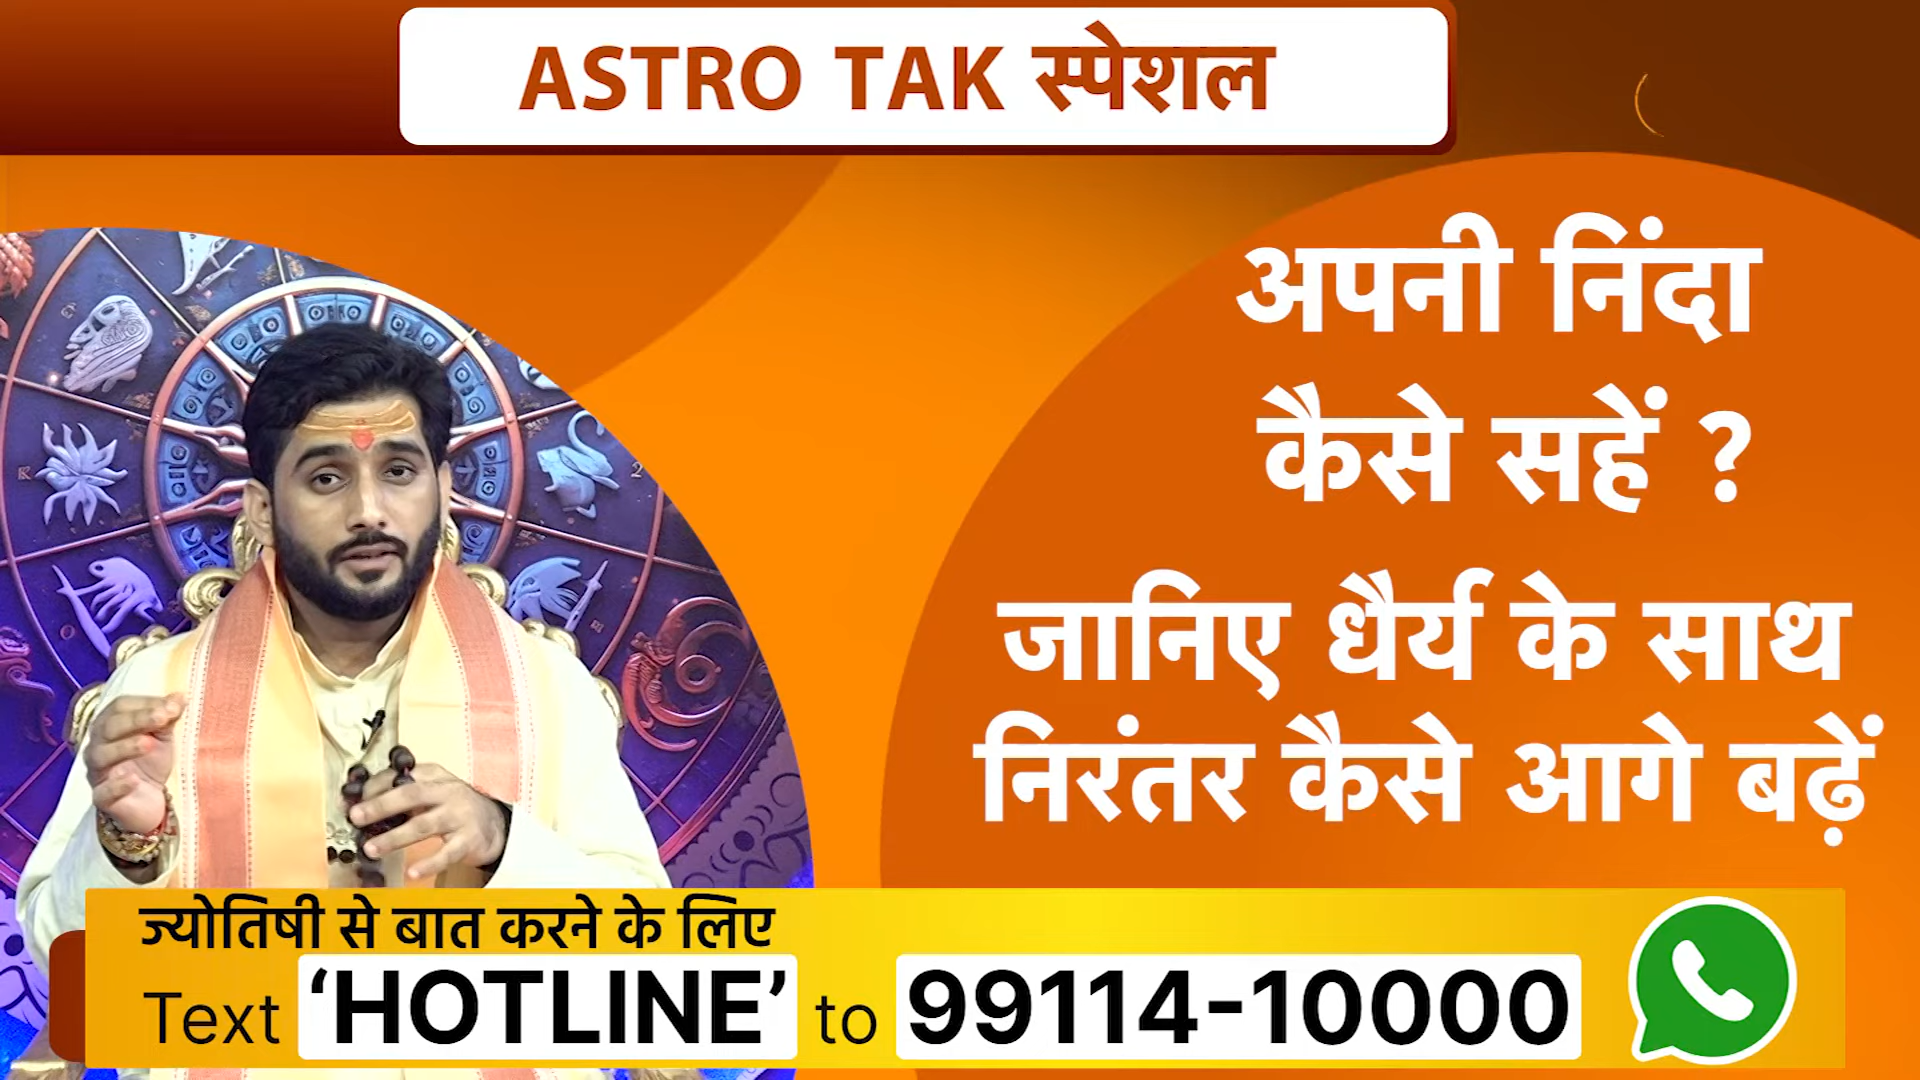 ASTRO TAK स्पेशल
अपनी निंदा
कैसे सहें ?
जानिए धैर्य के साथ
निरंतर कैसे आगे बढ़ें
ज्योतिषी से बात करने के लिए
Text ‘HOTLINE’ to 99114-10000